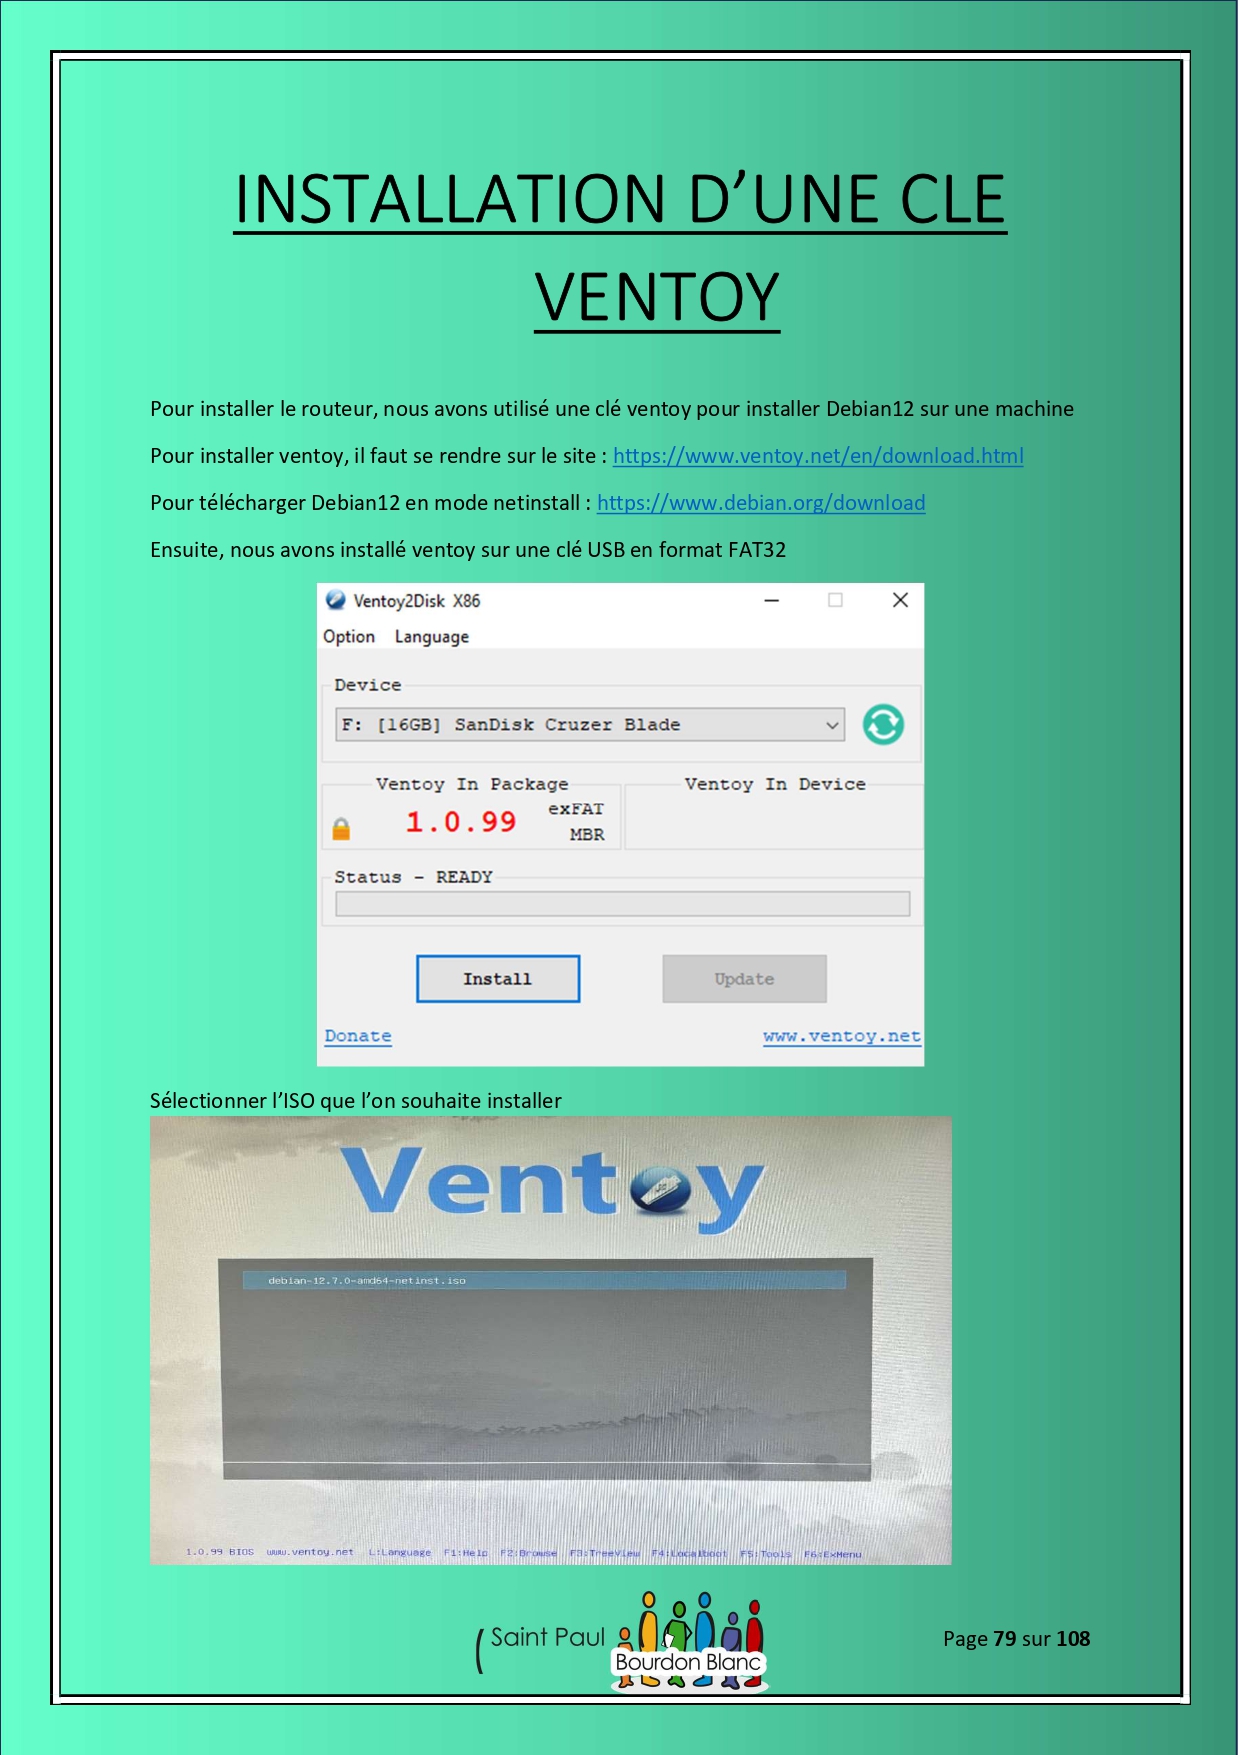 INSTALLATION D’UNE CLE
VENTOY
Pour installer le routeur, nous avons utilisé une clé ventoy pour installer Debian12 sur une machine
Pour installer ventoy, il faut se rendre sur le site : https://www.ventoy.net/en/download.html
Pour télécharger Debian12 en mode netinstall : https://www.debian.org/download
Ensuite, nous avons installé ventoy sur une clé USB en format FAT32
Ventoy2Disk X86
Option Language
Device
F: [16GB] SanDisk Cruzer Blade
Ventoy In Package Ventoy In Device
1.0.99 exFAT
MBR
Status - READY
Install Update
Donate www.ventoy.net
Sélectionner l’ISO que l’on souhaite installer
Ventoy
debian-12.7.0-amd64-netinst.iso
1.0.99 BIOS www.ventoy.net L:Language F1:Help F2:Browse F3:TreeView F4:Localboot F5:Tools F6:ExMenu
Saint Paul
Bourdon Blanc
Page 79 sur 108